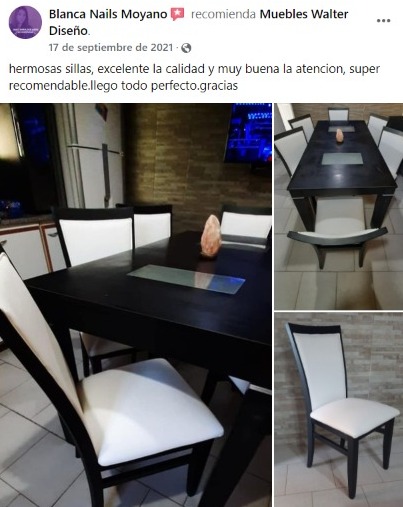 Blanca Nails Moyano recomienda Muebles Walter
Diseño.
17 de septiembre de 2021 ·
hermosas sillas, excelente la calidad y muy buena la atencion, super
recomendable.llego todo perfecto.gracias